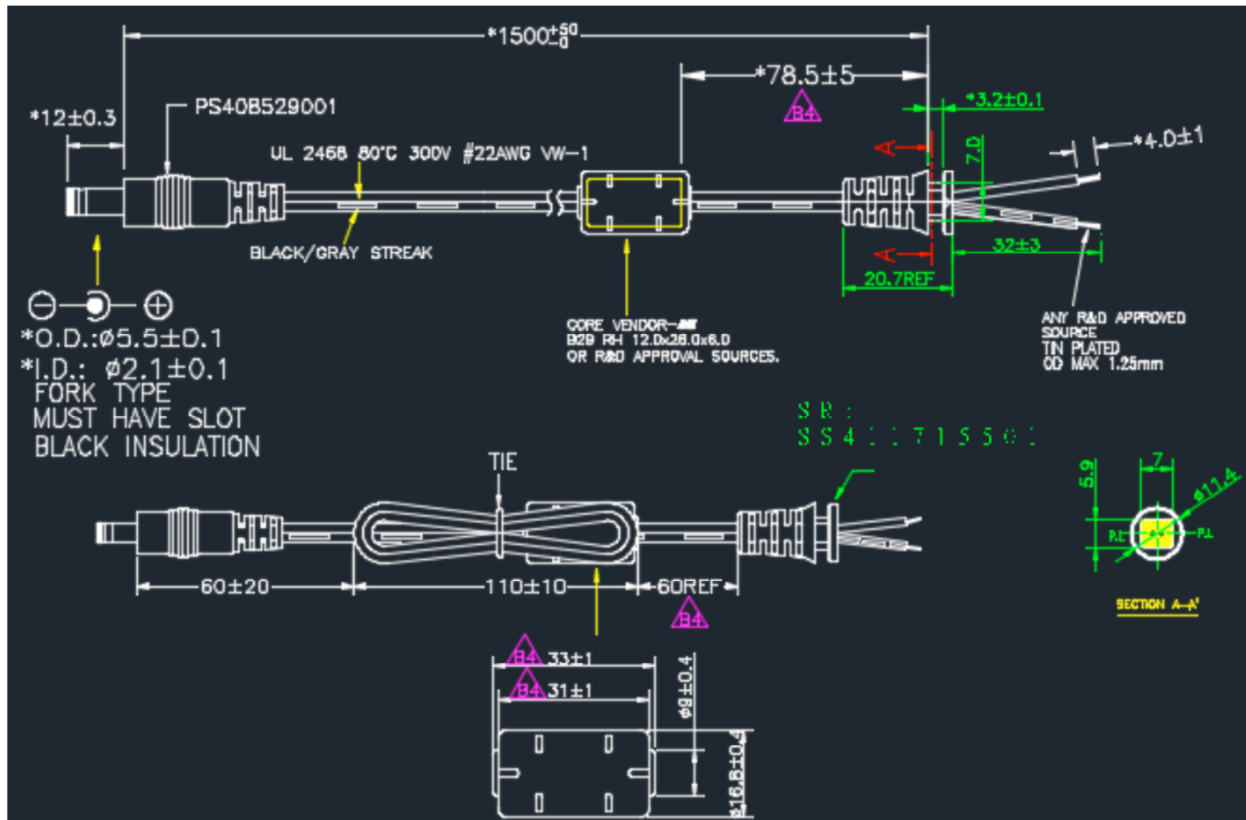 *1500+50-0
*78.5±5
B4
*3.2±0.1
*12±0.3
PS40B529001
UL 2468 80°C 300V #22AWG VW-1
A
7.0
*4.0±1
BLACK/GRAY STREAK
A
20.7REF
32±3
*O.D.:ø5.5±0.1
*I.D.: ø2.1±0.1
FORK TYPE
MUST HAVE SLOT
BLACK INSULATION
CORE VENDOR-
B29 RH 12.0x28.0x6.0
OR R&D APPROVAL SOURCES.
ANY R&D APPROVED
SOURCE
TIN PLATED
OD MAX 1.25mm
SR:
TIE
5.9
7
ø11.4
P.L
P.L
60±20
110±10
60REF
B4
SECTION A-A'
B4 33±1
B4 31±1
ø9±0.4
ø16.8±0.4